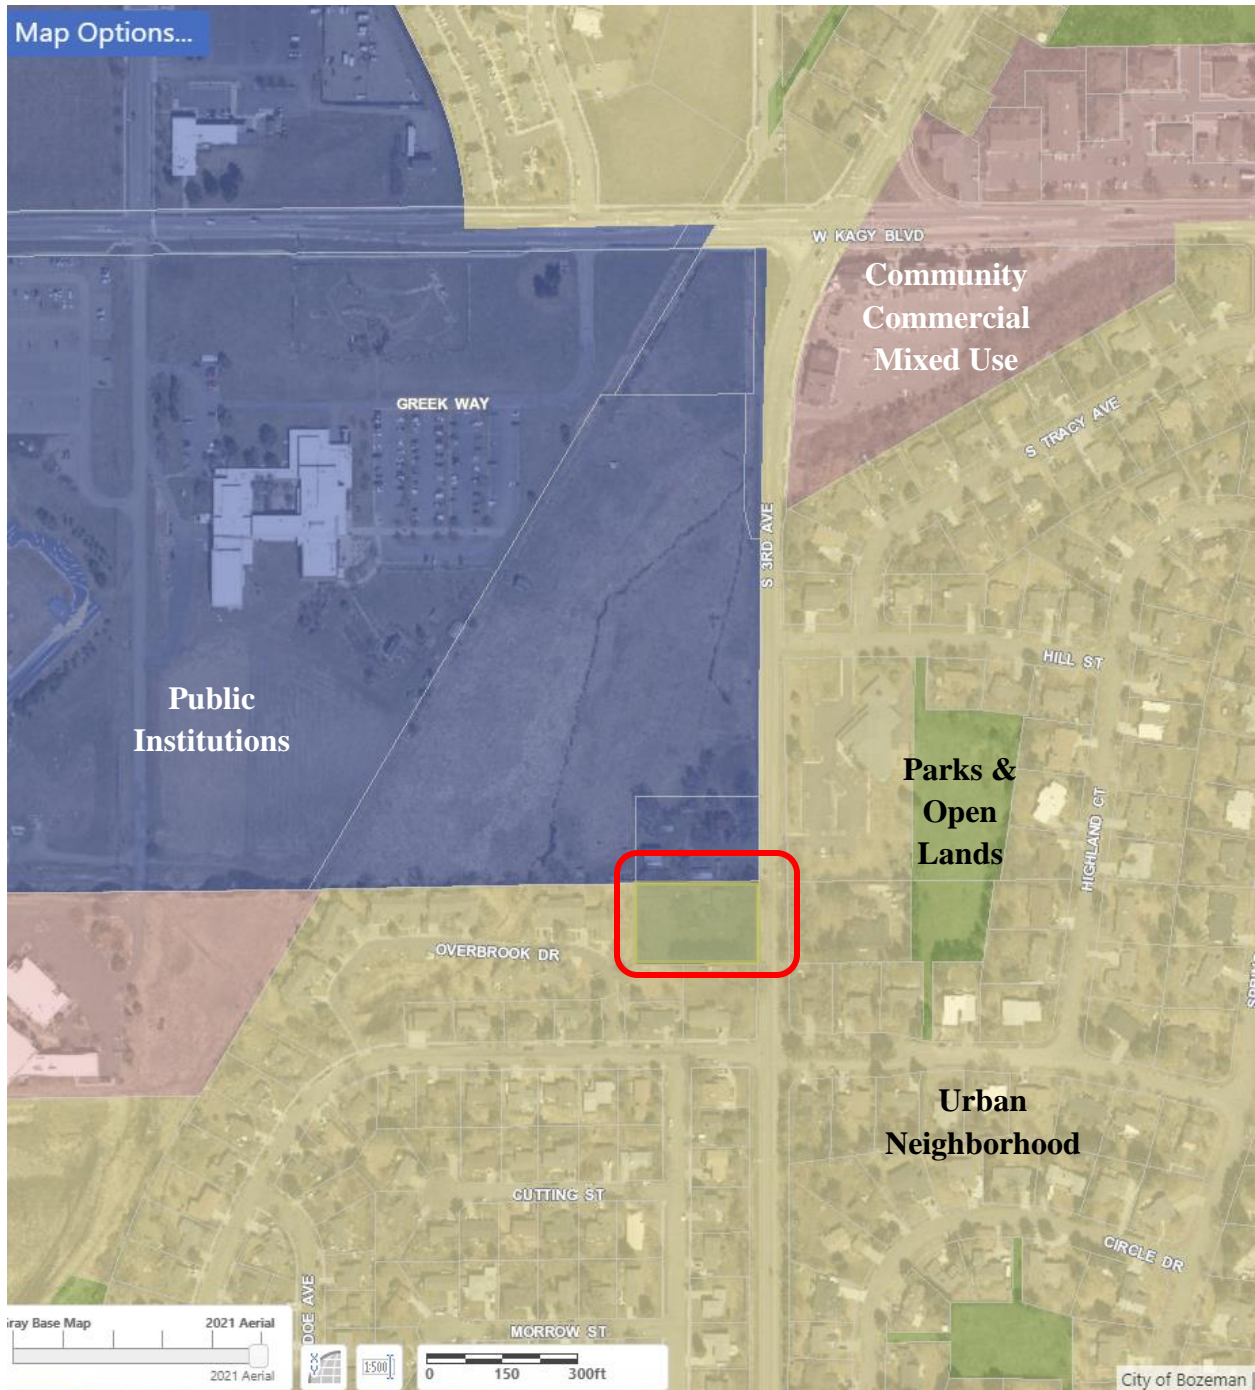 Map Options...
W KAGY BLVD
Community
Commercial
Mixed Use
GREEK WAY
S TRACY AVE
S 3RD AVE
HILL ST
Public
Institutions
Parks &
Open
Lands
HIGHLAND CT
OVERBROOK DR
Urban
Neighborhood
CUTTING ST
CIRCLE DR
DOE AVE
MORROW ST
ray Base Map
2021 Aerial
2021 Aerial
1:500
0 150 300ft
City of Bozeman